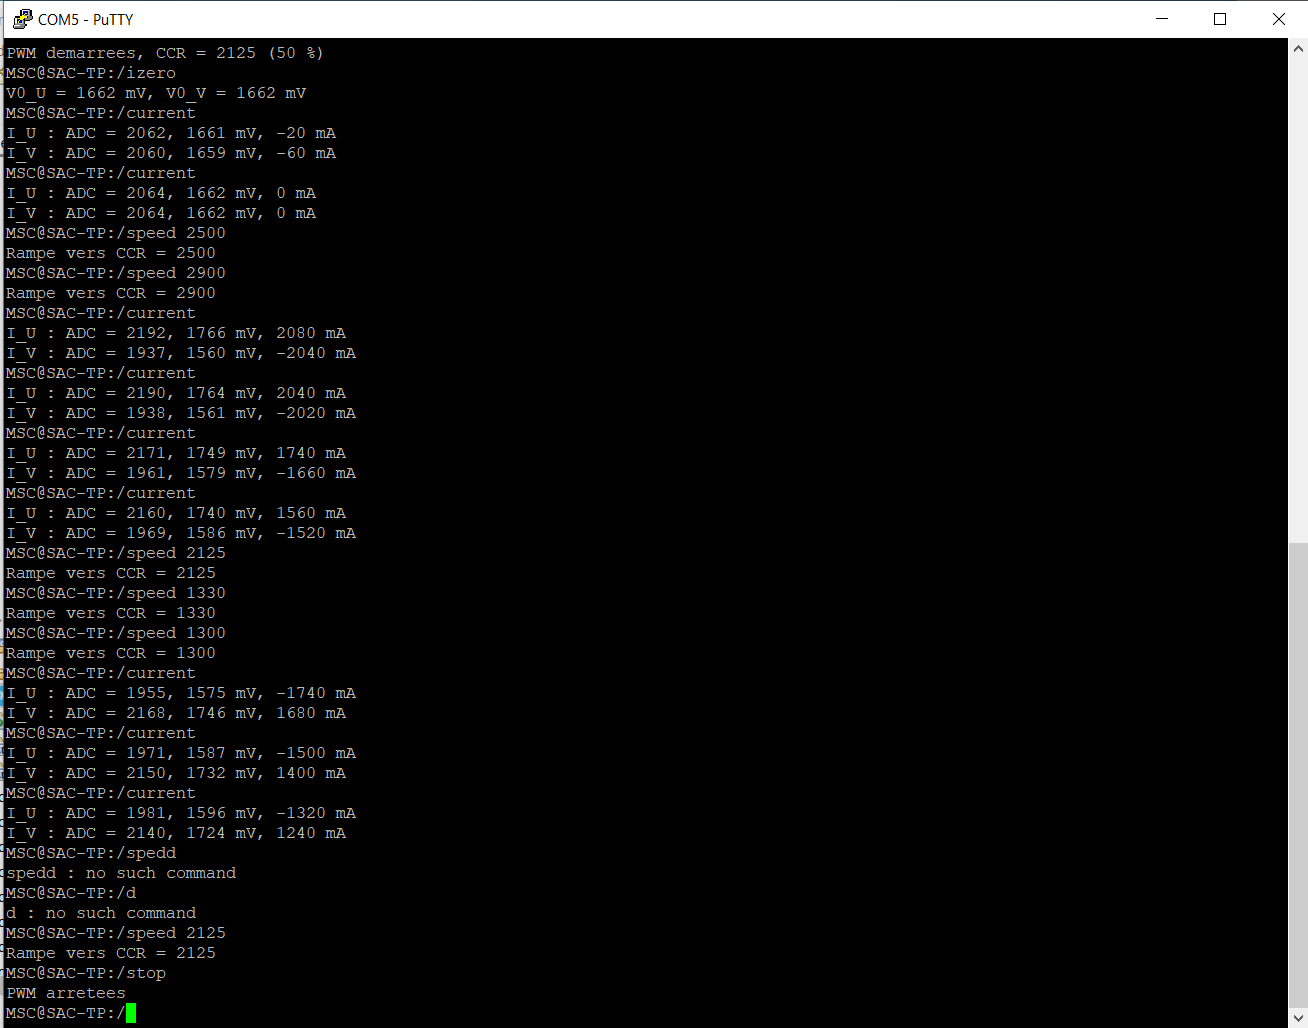 COM5 - PuTTY
PWM demarrees, CCR = 2125 (50 %)
MSC@SAC-TP:/izero
V0_U = 1662 mV, V0_V = 1662 mV
MSC@SAC-TP:/current
I_U : ADC = 2062, 1661 mV, -20 mA
I_V : ADC = 2060, 1659 mV, -60 mA
MSC@SAC-TP:/current
I_U : ADC = 2064, 1662 mV, 0 mA
I_V : ADC = 2064, 1662 mV, 0 mA
MSC@SAC-TP:/speed 2500
Rampe vers CCR = 2500
MSC@SAC-TP:/speed 2900
Rampe vers CCR = 2900
MSC@SAC-TP:/current
I_U : ADC = 2192, 1766 mV, 2080 mA
I_V : ADC = 1937, 1560 mV, -2040 mA
MSC@SAC-TP:/current
I_U : ADC = 2190, 1764 mV, 2040 mA
I_V : ADC = 1938, 1561 mV, -2020 mA
MSC@SAC-TP:/current
I_U : ADC = 2171, 1749 mV, 1740 mA
I_V : ADC = 1961, 1579 mV, -1660 mA
MSC@SAC-TP:/current
I_U : ADC = 2160, 1740 mV, 1560 mA
I_V : ADC = 1969, 1586 mV, -1520 mA
MSC@SAC-TP:/speed 2125
Rampe vers CCR = 2125
MSC@SAC-TP:/speed 1330
Rampe vers CCR = 1330
MSC@SAC-TP:/speed 1300
Rampe vers CCR = 1300
MSC@SAC-TP:/current
I_U : ADC = 1955, 1575 mV, -1740 mA
I_V : ADC = 2168, 1746 mV, 1680 mA
MSC@SAC-TP:/current
I_U : ADC = 1971, 1587 mV, -1500 mA
I_V : ADC = 2150, 1732 mV, 1400 mA
MSC@SAC-TP:/current
I_U : ADC = 1981, 1596 mV, -1320 mA
I_V : ADC = 2140, 1724 mV, 1240 mA
MSC@SAC-TP:/spedd
spedd : no such command
MSC@SAC-TP:/d
d : no such command
MSC@SAC-TP:/speed 2125
Rampe vers CCR = 2125
MSC@SAC-TP:/stop
PWM arretees
MSC@SAC-TP:/